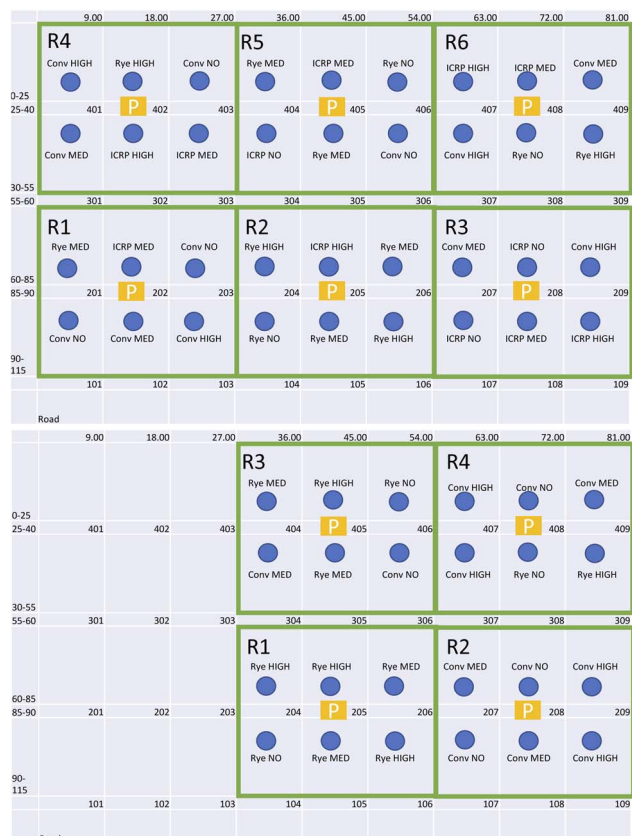 9.00 18.00 27.00 36.00 45.00 54.00 63.00 72.00 81.00
R4 R5 R6
Conv HIGH Rye HIGH Conv NO Rye MED ICRP MED Rye NO ICRP HIGH ICRP MED Conv MED
0-25
25-40 401 P 402 403 404 P 405 406 407 P 408 409
Conv MED ICRP HIGH ICRP MED ICRP NO Rye MED Conv NO Conv HIGH Rye NO Rye HIGH
30-55
55-60 301 302 303 304 305 306 307 308 309
R1 R2 R3
Rye MED ICRP MED Conv NO Rye HIGH ICRP HIGH Rye MED Conv MED ICRP NO Conv HIGH
60-85
85-90 201 P 202 203 204 P 205 206 207 P 208 209
Conv NO Conv MED Conv HIGH Rye NO Rye MED Rye HIGH ICRP NO ICRP MED ICRP HIGH
90-
115
101 102 103 104 105 106 107 108 109
Road
9.00 18.00 27.00 36.00 45.00 54.00 63.00 72.00 81.00
R3 R4
Rye MED Rye HIGH Rye NO Conv HIGH Conv NO Conv MED
0-25
25-40 401 402 403 404 P 405 406 407 P 408 409
Conv MED Rye MED Conv NO Conv HIGH Rye NO Rye HIGH
30-55
55-60 301 302 303 304 305 306 307 308 309
R1 R2
Rye HIGH Rye HIGH Rye MED Conv MED Conv NO Conv HIGH
60-85
85-90 201 202 203 204 P 205 206 207 P 208 209
Rye NO Rye MED Rye HIGH Conv NO Conv MED Conv HIGH
90-
115
101 102 103 104 105 106 107 108 109